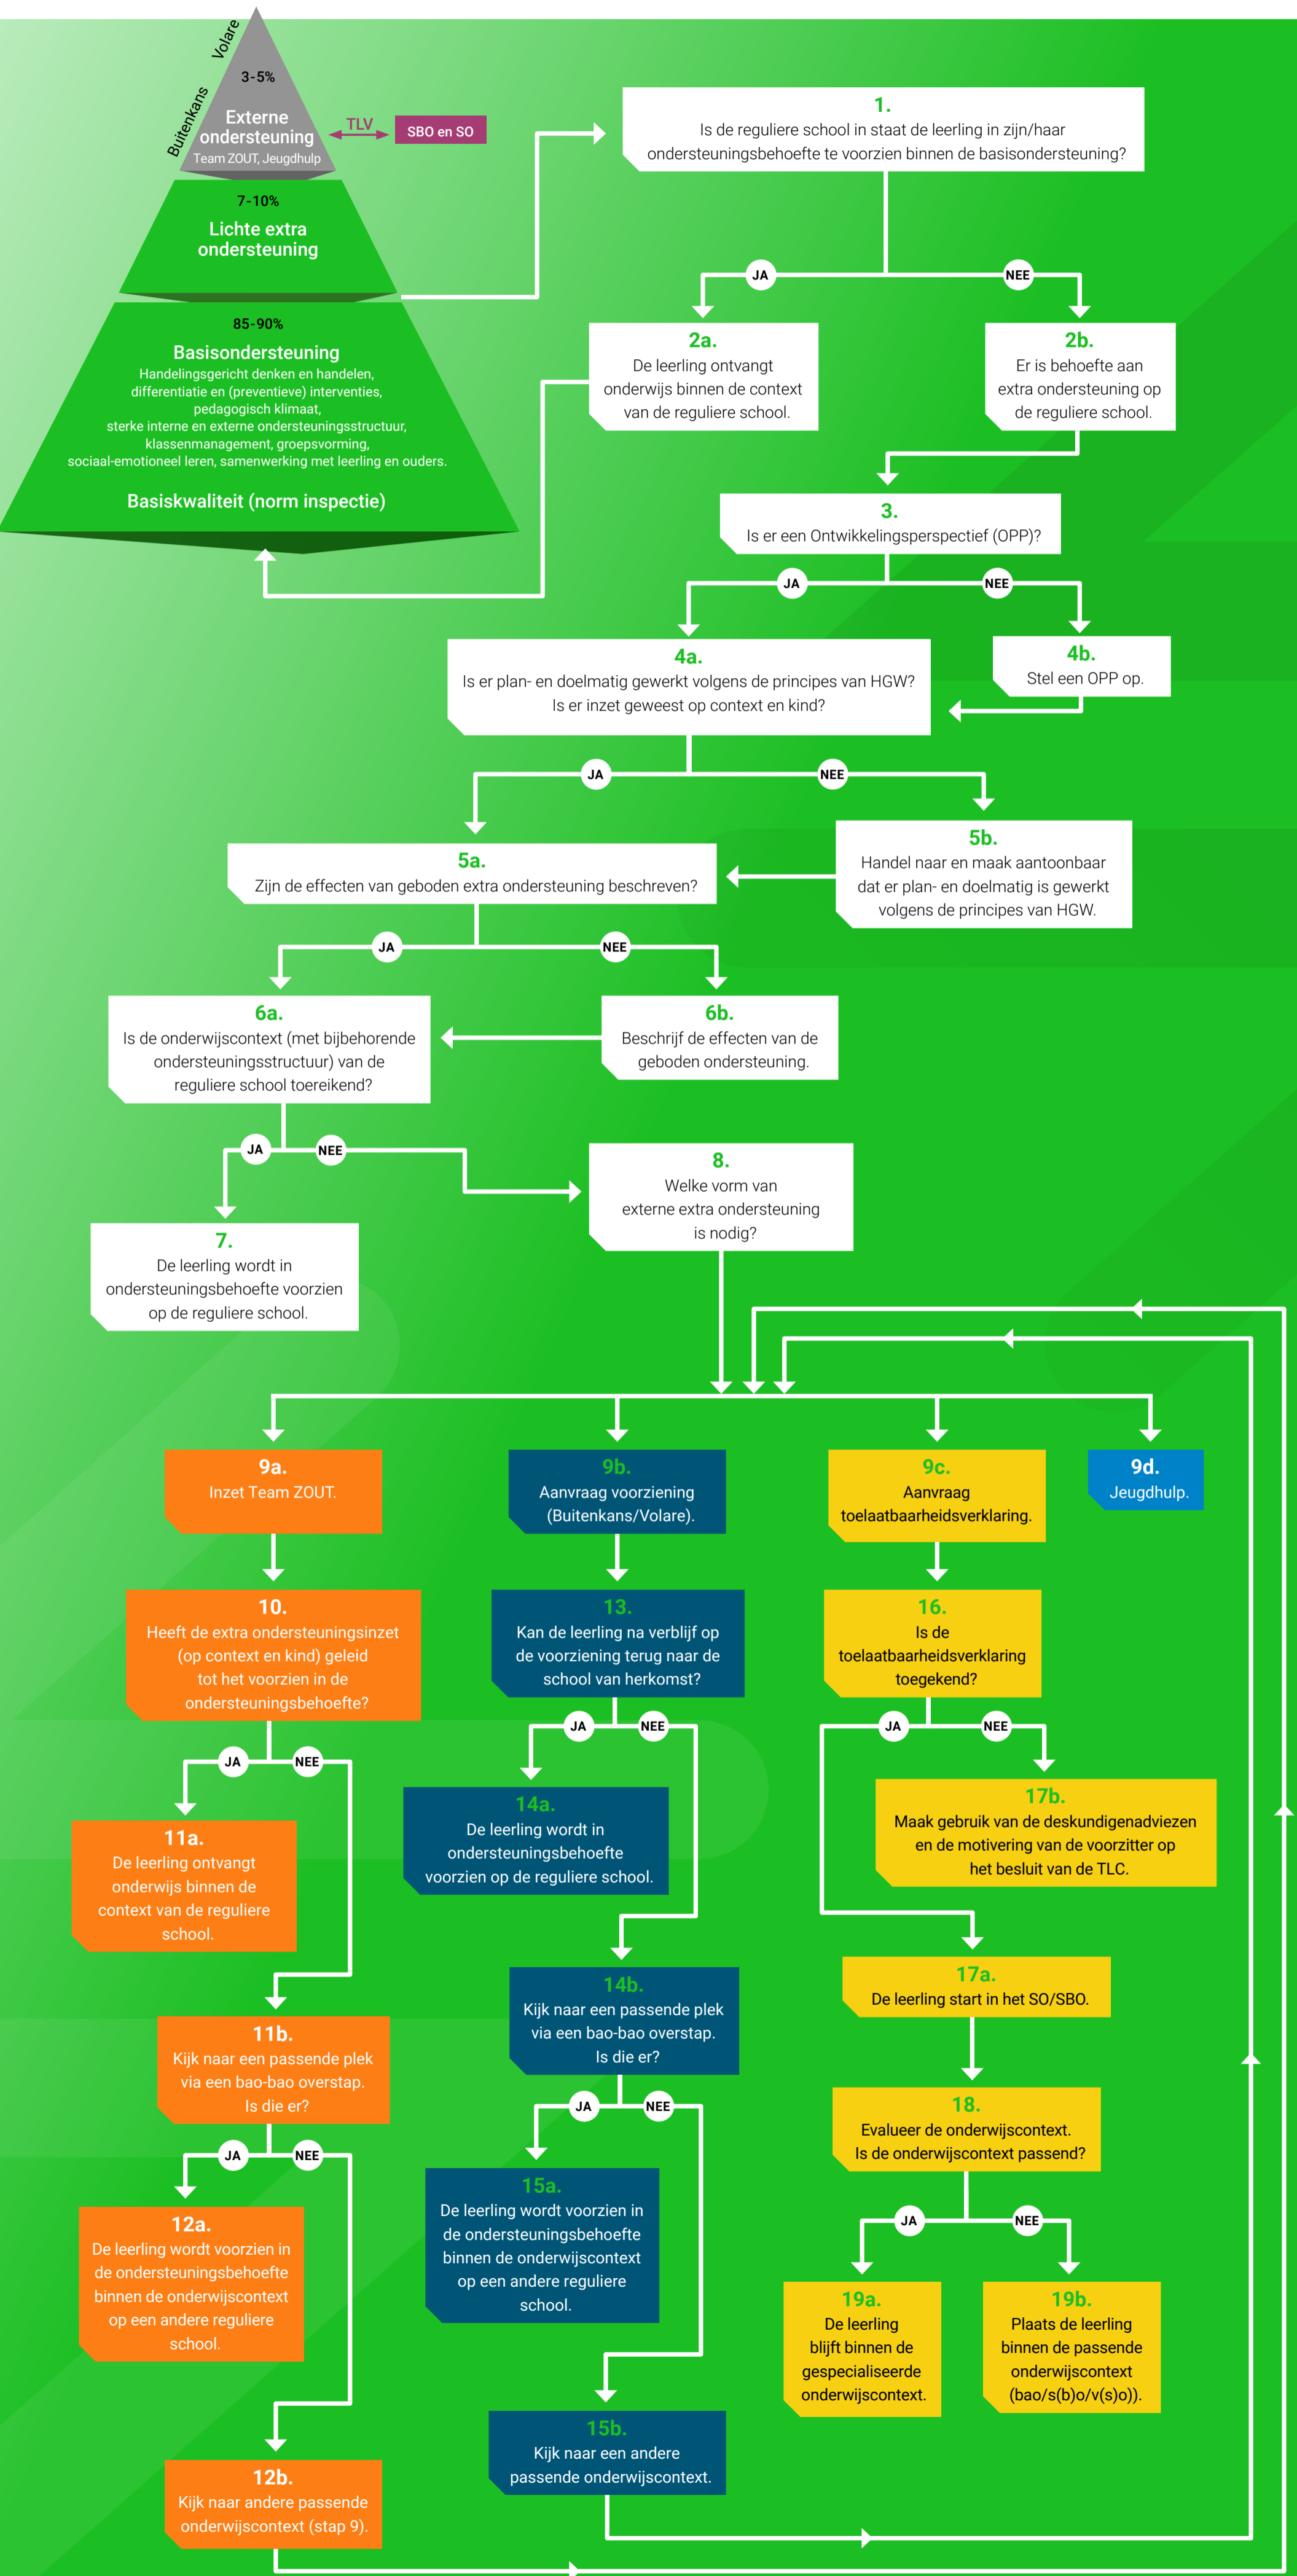 Volare
Buitenkans
3-5%
Externe
ondersteuning
Team ZOUT, Jeugdhulp
TLV
SBO en SO
7-10%
Lichte extra
ondersteuning
85-90%
Basisondersteuning
Handelingsgericht denken en handelen,
differentiatie en (preventieve) interventies,
pedagogisch klimaat,
sterke interne en externe ondersteuningsstructuur,
klassenmanagement, groepsvorming,
sociaal-emotioneel leren, samenwerking met leerling en ouders.
Basiskwaliteit (norm inspectie)
1.
Is de reguliere school in staat de leerling in zijn/haar
ondersteuningsbehoefte te voorzien binnen de basisondersteuning?
JA
NEE
2a.
De leerling ontvangt
onderwijs binnen de context
van de reguliere school.
2b.
Er is behoefte aan
extra ondersteuning op
de reguliere school.
3.
Is er een Ontwikkelingsperspectief (OPP)?
JA
NEE
4a.
Is er plan- en doelmatig gewerkt volgens de principes van HGW?
Is er inzet geweest op context en kind?
4b.
Stel een OPP op.
JA
NEE
5a.
Zijn de effecten van geboden extra ondersteuning beschreven?
5b.
Handel naar en maak aantoonbaar
dat er plan- en doelmatig is gewerkt
volgens de principes van HGW.
JA
NEE
6a.
Is de onderwijscontext (met bijbehorende
ondersteuningsstructuur) van de
reguliere school toereikend?
6b.
Beschrijf de effecten van de
geboden ondersteuning.
JA
NEE
7.
De leerling wordt in
ondersteuningsbehoefte voorzien
op de reguliere school.
8.
Welke vorm van
externe extra ondersteuning
is nodig?
9a.
Inzet Team ZOUT.
9b.
Aanvraag voorziening
(Buitenkans/Volare).
9c.
Aanvraag
toelaatbaarheidsverklaring.
9d.
Jeugdhulp.
10.
Heeft de extra ondersteuningsinzet
(op context en kind) geleid
tot het voorzien in de
ondersteuningsbehoefte?
JA
NEE
11a.
De leerling ontvangt
onderwijs binnen de
context van de reguliere
school.
11b.
Kijk naar een passende plek
via een bao-bao overstap.
Is die er?
JA
NEE
12a.
De leerling wordt voorzien in
de ondersteuningsbehoefte
binnen de onderwijscontext
op een andere reguliere
school.
12b.
Kijk naar andere passende
onderwijscontext (stap 9).
13.
Kan de leerling na verblijf op
de voorziening terug naar de
school van herkomst?
JA
NEE
14a.
De leerling wordt in
ondersteuningsbehoefte
voorzien op de reguliere school.
14b.
Kijk naar een passende plek
via een bao-bao overstap.
Is die er?
JA
NEE
15a.
De leerling wordt voorzien in
de ondersteuningsbehoefte
binnen de onderwijscontext
op een andere reguliere
school.
15b.
Kijk naar een andere
passende onderwijscontext.
16.
Is de
toelaatbaarheidsverklaring
toegekend?
JA
NEE
17b.
Maak gebruik van de deskundigenadviezen
en de motivering van de voorzitter op
het besluit van de TLC.
17a.
De leerling start in het SO/SBO.
18.
Evalueer de onderwijscontext.
Is de onderwijscontext passend?
JA
NEE
19a.
De leerling
blijft binnen de
gespecialiseerde
onderwijscontext.
19b.
Plaats de leerling
binnen de passende
onderwijscontext
(bao/s(b)o/v(s)o)).